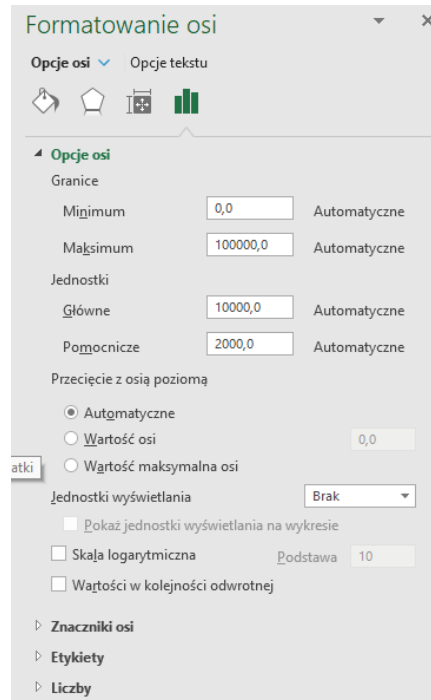 Formatowanie osi
Opcje osi Opcje tekstu
Opcje osi
Granice
Minimum 0,0 Automatyczne
Maksimum 100000,0 Automatyczne
Jednostki
Główne 10000,0 Automatyczne
Pomocnicze 2000,0 Automatyczne
Przecięcie z osią poziomą
Automatyczne
Wartość osi 0,0
atki Wartość maksymalna osi
Jednostki wyświetlania Brak
Pokaż jednostki wyświetlania na wykresie
Skala logarytmiczna Podstawa 10
Wartości w kolejności odwrotnej
Znaczniki osi
Etykiety
Liczby